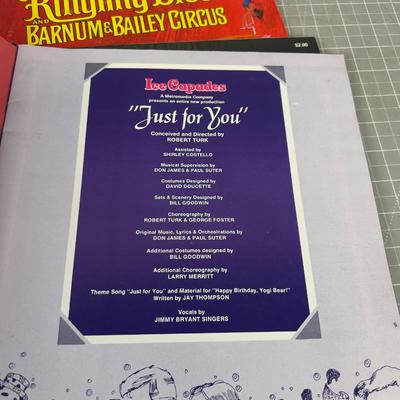 Ringling Bros
AND
BARNUM & BAILEY CIRCUS
$2.00
Ice Capades
A Metromedia Company
presents an entire new production
"Just for You"
Conceived and Directed by
ROBERT TURK
Assisted by
SHIRLEY COSTELLO
Musical Supervision by
DON JAMES & PAUL SUTER
Costumes Designed by
DAVID DOUCETTE
Sets & Scenery Designed by
BILL GOODWIN
Choreography by
ROBERT TURK & GEORGE FOSTER
Original Music, Lyrics & Orchestrations by
DON JAMES & PAUL SUTER
Additional Costumes designed by
BILL GOODWIN
Additional Choreography by
LARRY MERRITT
Theme Song "Just for You" and Material for "Happy Birthday, Yogi Bear!"
Written by JAY THOMPSON
Vocals by
JIMMY BRYANT SINGERS